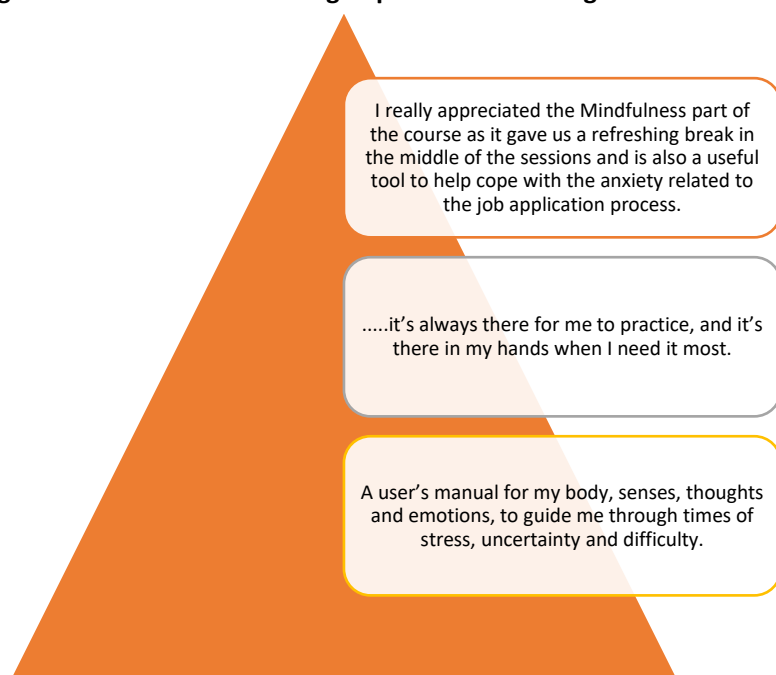 I really appreciated the Mindfulness part of
the course as it gave us a refreshing break in
the middle of the sessions and is also a useful
tool to help cope with the anxiety related to
the job application process.
.....it’s always there for me to practice, and it’s
there in my hands when I need it most.
A user’s manual for my body, senses, thoughts
and emotions, to guide me through times of
stress, uncertainty and difficulty.